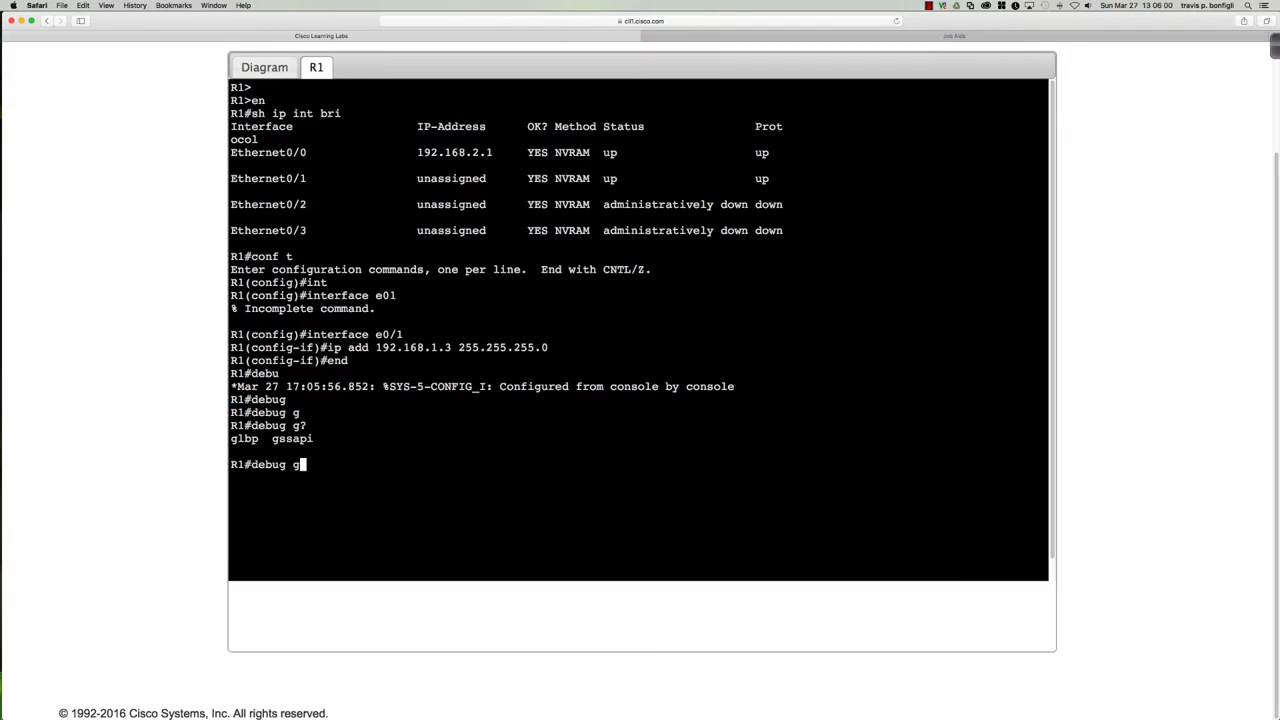 Safari File Edit View History Bookmarks Window Help Sun Mar 27 13 06 00 travis p. bonfigli
cll1.cisco.com
Cisco Learning Labs Job Aids
Diagram R1
R1>
R1>en
R1#sh ip int bri
Interface IP-Address OK? Method Status Prot
ocol
Ethernet0/0 192.168.2.1 YES NVRAM up up
Ethernet0/1 unassigned YES NVRAM up up
Ethernet0/2 unassigned YES NVRAM administratively down down
Ethernet0/3 unassigned YES NVRAM administratively down down
R1#conf t
Enter configuration commands, one per line. End with CNTL/Z.
R1(config)#int
R1(config)#interface e01
% Incomplete command.
R1(config)#interface e0/1
R1(config-if)#ip add 192.168.1.3 255.255.255.0
R1(config-if)#end
R1#debu
*Mar 27 17:05:56.852: %SYS-5-CONFIG_I: Configured from console by console
R1#debug
R1#debug g
R1#debug g?
glbp gssapi
R1#debug g
© 1992-2016 Cisco Systems, Inc. All rights reserved.